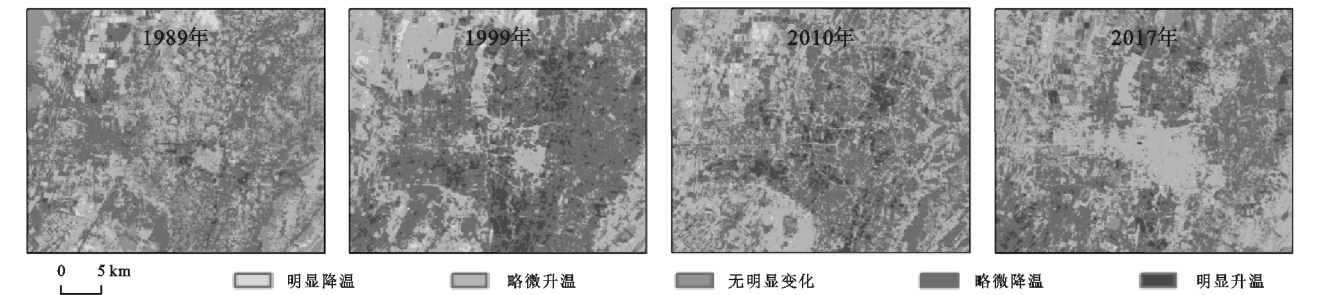 1989年
1999年
2010年
2017年
0 5 km
明显降温
略微升温
无明显变化
略微降温
明显升温